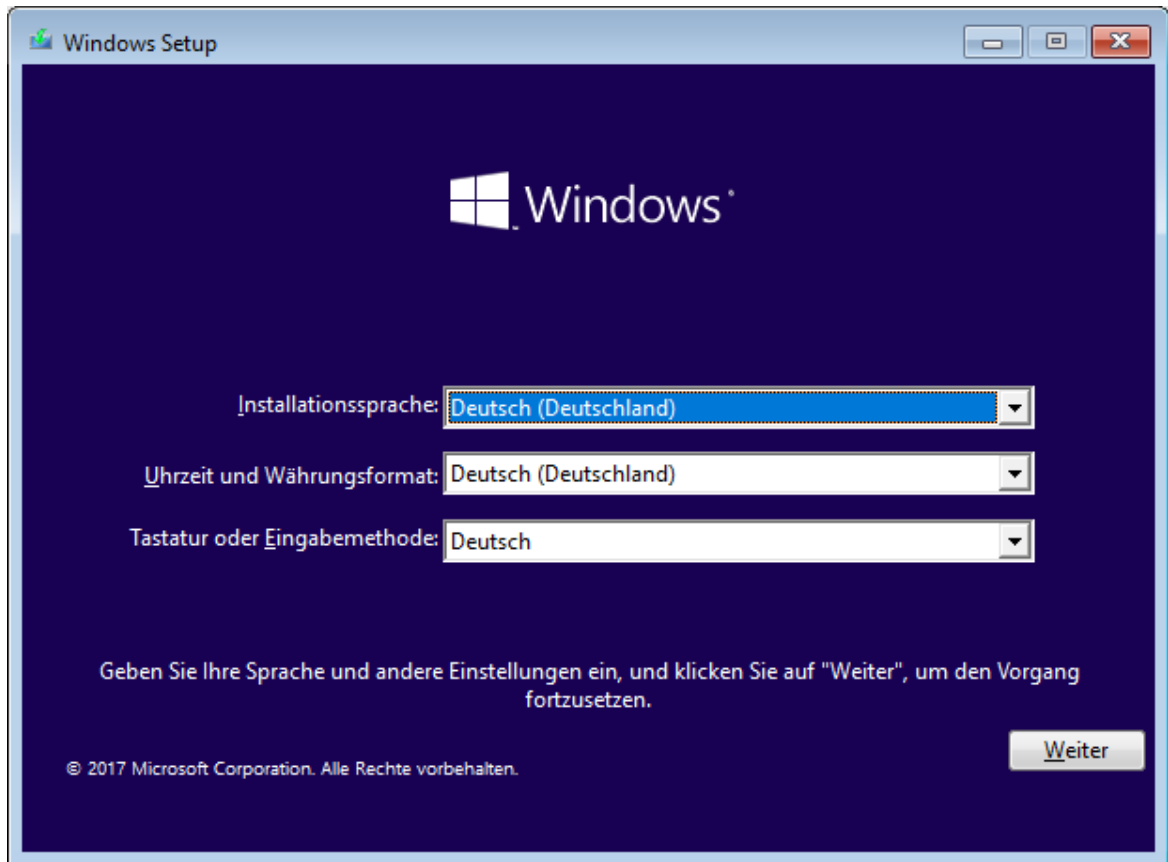 Windows Setup
Windows
Installationssprache: Deutsch (Deutschland)
Uhrzeit und Währungsformat: Deutsch (Deutschland)
Tastatur oder Eingabemethode: Deutsch
Geben Sie Ihre Sprache und andere Einstellungen ein, und klicken Sie auf "Weiter", um den Vorgang
fortzusetzen.
Weiter
© 2017 Microsoft Corporation. Alle Rechte vorbehalten.